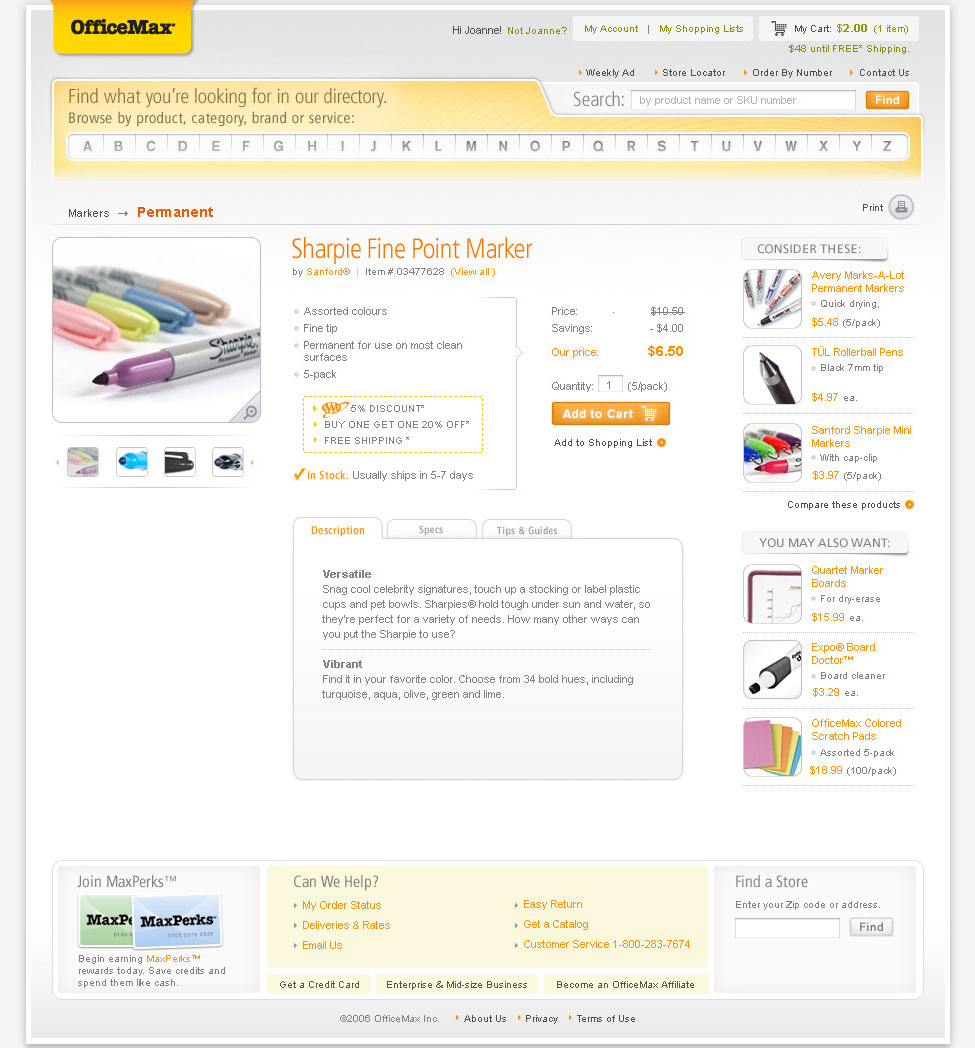 OfficeMax®
Hi Joanne! Not Joanne?
My Account | My Shopping Lists
My Cart: $2.00 (1 item)
$48 until FREE* Shipping.
Weekly Ad Store Locator Order By Number Contact Us
Find what you're looking for in our directory.
Browse by product, category, brand or service:
Search: by product name or SKU number Find
A B C D E F G H I J K L M N O P Q R S T U V W X Y Z
Markers → Permanent
Print
Sharpie Fine Point Marker
by Sanford® | Item # 03477628 (View all )
Sharpie
Assorted colours
Fine tip
Permanent for use on most clean
surfaces
5-pack
5% DISCOUNT*
BUY ONE GET ONE 20% OFF*
FREE SHIPPING *
In Stock. Usually ships in 5-7 days
Price: $10.50
Savings: - $4.00
Our price: $6.50
Quantity: 1 (5/pack)
Add to Cart
Add to Shopping List
Description Specs Tips & Guides
Versatile
Snag cool celebrity signatures, touch up a stocking or label plastic
cups and pet bowls. Sharpies® hold tough under sun and water, so
they're perfect for a variety of needs. How many other ways can
you put the Sharpie to use?
Vibrant
Find it in your favorite color. Choose from 34 bold hues, including
turquoise, aqua, olive, green and lime.
CONSIDER THESE:
Avery Marks-A-Lot
Permanent Markers
Quick drying,
$5.48 (5/pack)
TÜL Rollerball Pens
Black 7mm tip
$4.97 ea.
Sanford Sharpie Mini
Markers
With cap-clip
$3.97 (5/pack)
Compare these products
YOU MAY ALSO WANT:
Quartet Marker
Boards
For dry-erase
$15.99 ea.
Expo® Board
Doctor™
Board cleaner
$3.29 ea.
OfficeMax Colored
Scratch Pads
Assorted 5-pack
$18.99 (100/pack)
Join MaxPerks™
MaxPe
MaxPerks™
Begin earning MaxPerks™
rewards today. Save credits and
spend them like cash.
Can We Help?
My Order Status
Deliveries & Rates
Email Us
Easy Return
Get a Catalog
Customer Service 1-800-283-7674
Get a Credit Card
Enterprise & Mid-size Business
Become an OfficeMax Affiliate
Find a Store
Enter your Zip code or address.
Find
©2006 OfficeMax Inc. About Us Privacy Terms of Use